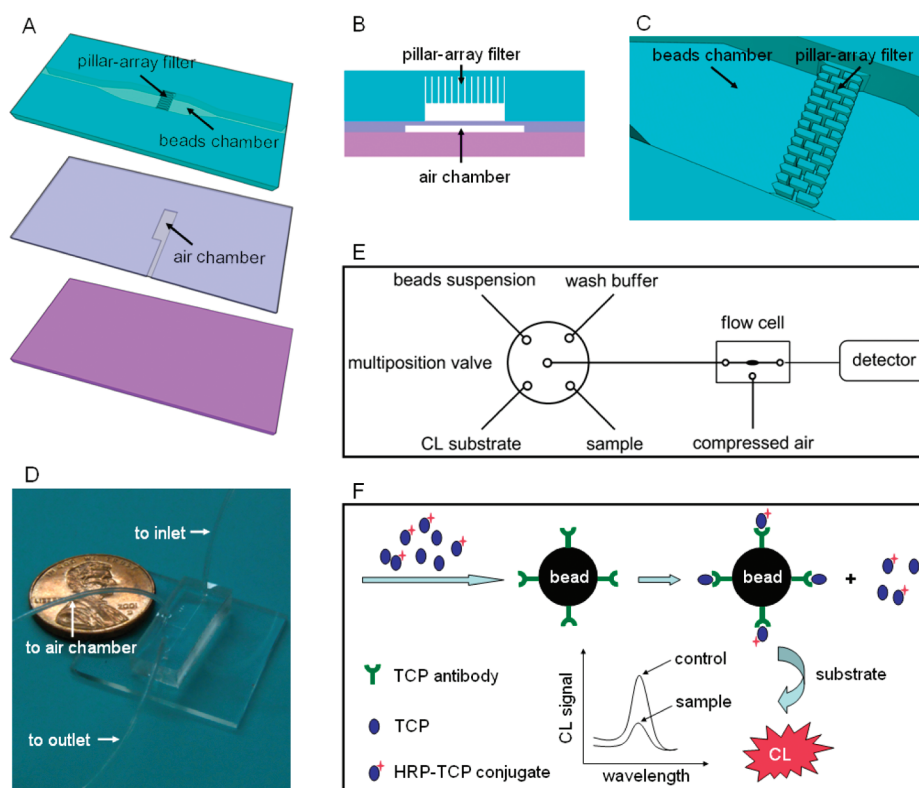 A
pillar-array filter
beads chamber
air chamber
B
pillar-array filter
air chamber
C
beads chamber
pillar-array filter
D
to inlet
to air chamber
to outlet
2001
E
beads suspension
wash buffer
multiposition valve
flow cell
detector
CL substrate
sample
compressed air
F
bead
bead
+
TCP antibody
TCP
HRP-TCP conjugate
CL signal
control
sample
wavelength
substrate
CL